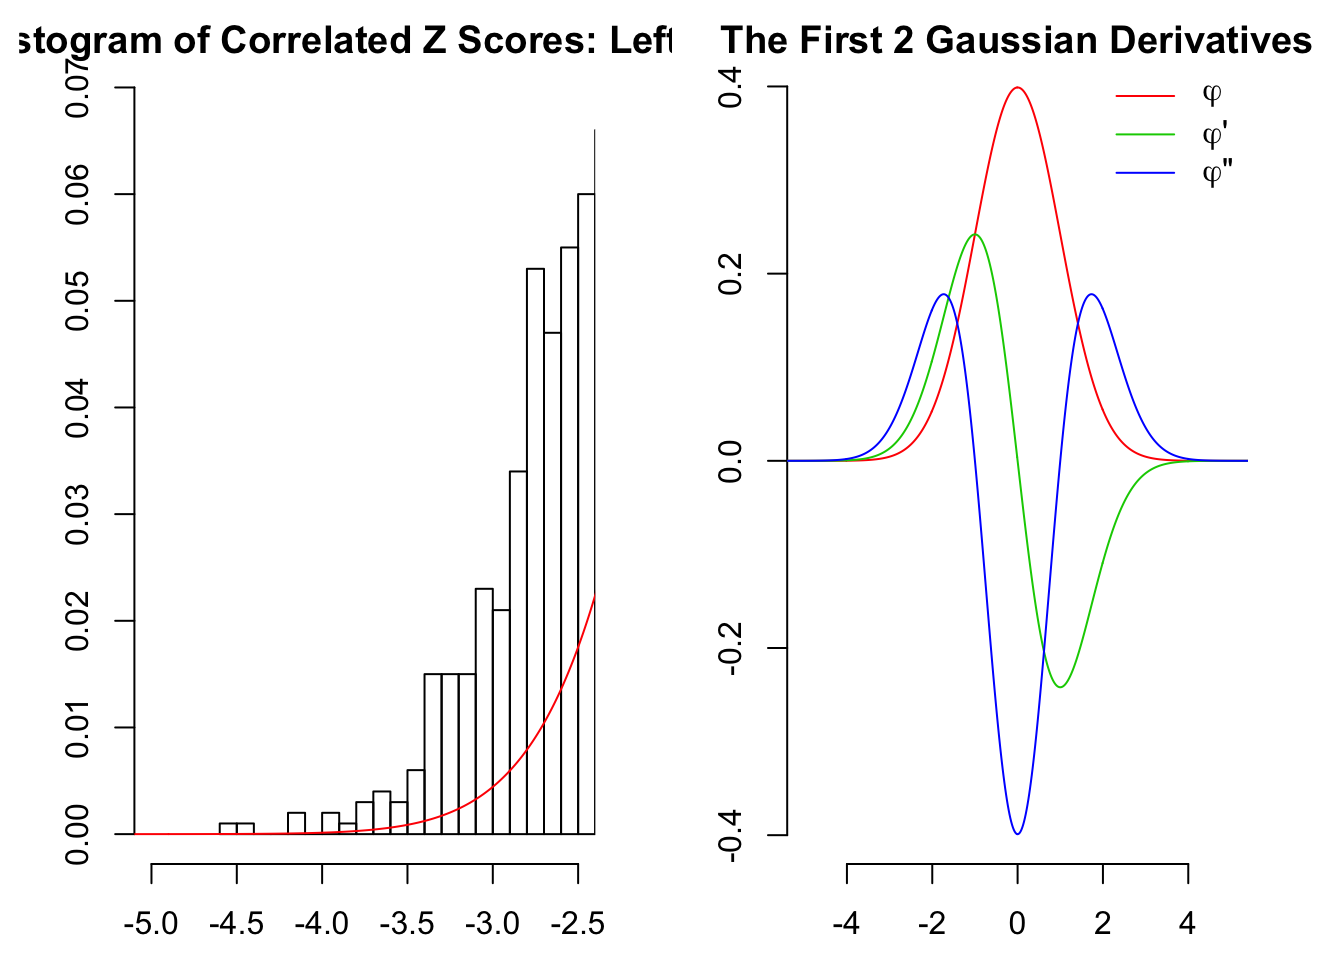 stogram of Correlated Z Scores: Left
0.07
0.06
0.05
0.04
0.03
0.02
0.01
0.00
-5.0 -4.5 -4.0 -3.5 -3.0 -2.5
The First 2 Gaussian Derivatives
φ
φ'
φ"
0.4
0.2
0.0
-0.2
-0.4
-4 -2 0 2 4